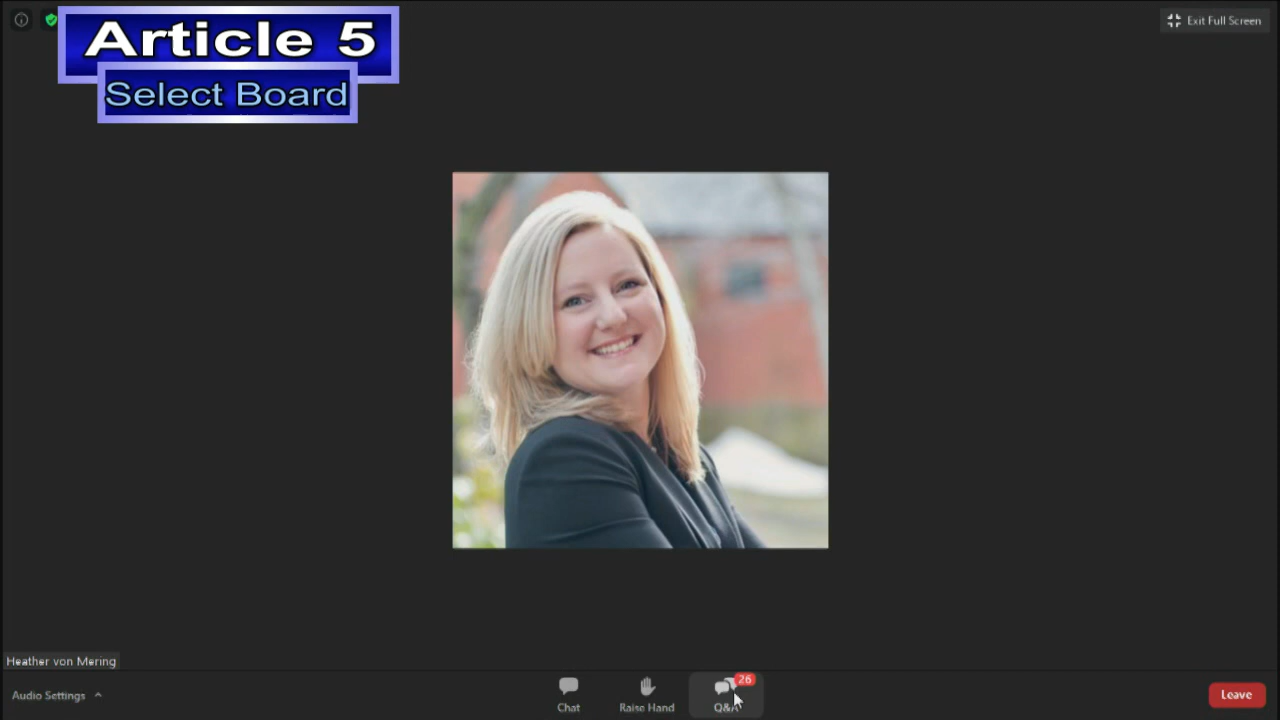 Article 5
Select Board
Exit Full Screen
Heather von Mering
Audio Settings
Chat
Raise Hand
26
Q&A
Leave